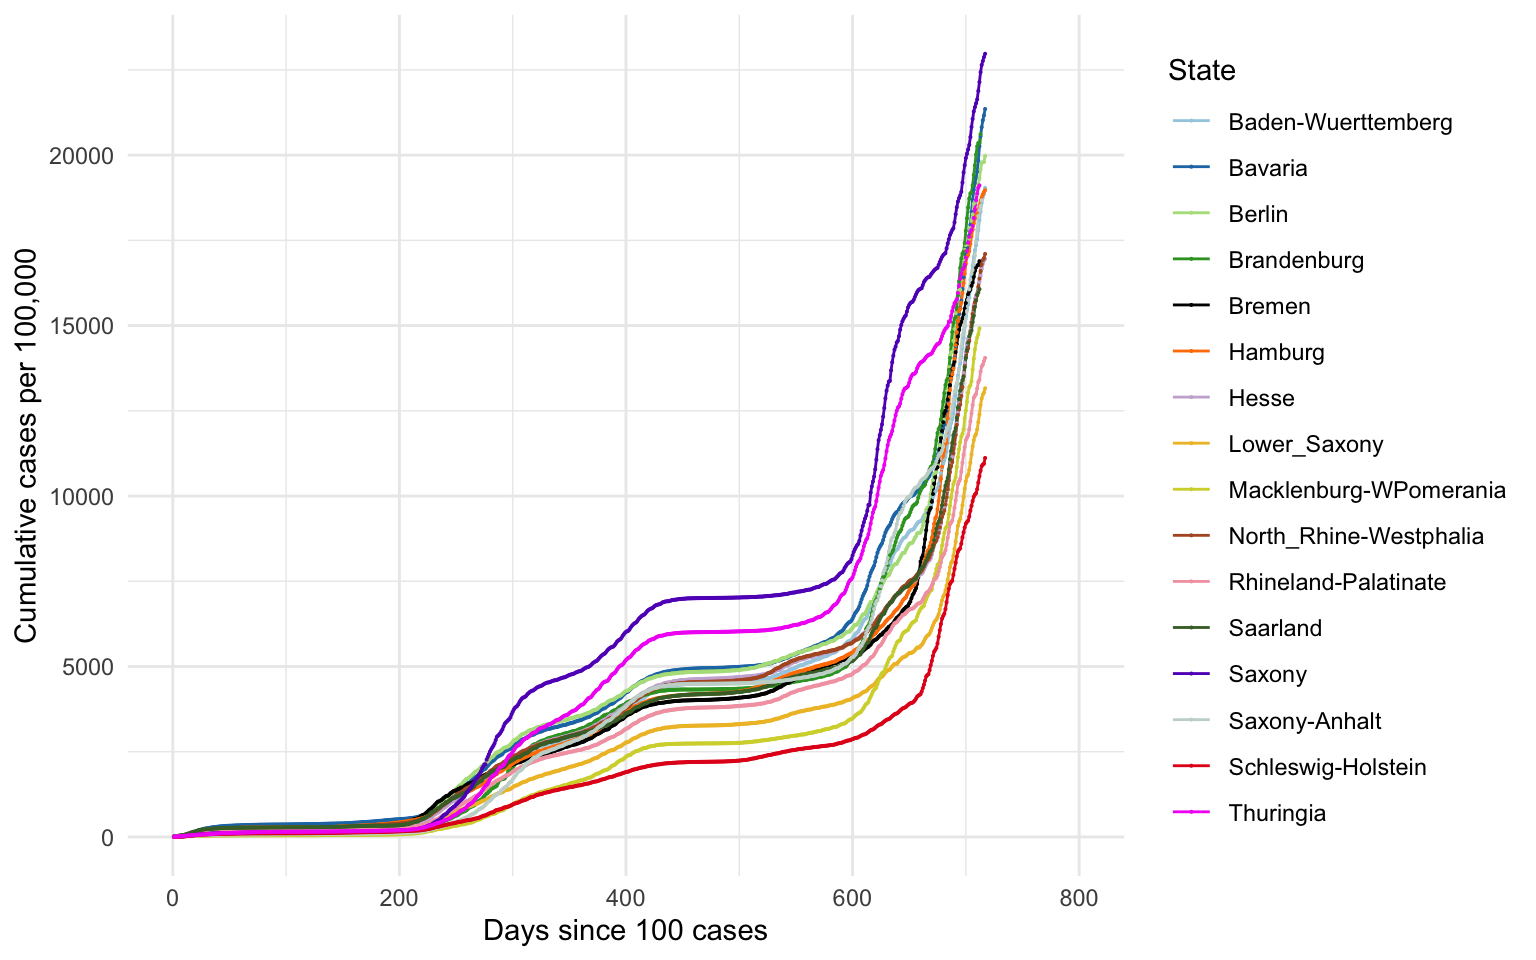 Cumulative cases per 100,000
20000
15000
10000
5000
0
0 200 400 600 800
Days since 100 cases
State
Baden-Wuerttemberg
Bavaria
Berlin
Brandenburg
Bremen
Hamburg
Hesse
Lower_Saxony
Macklenburg-WPomerania
North_Rhine-Westphalia
Rhineland-Palatinate
Saarland
Saxony
Saxony-Anhalt
Schleswig-Holstein
Thuringia